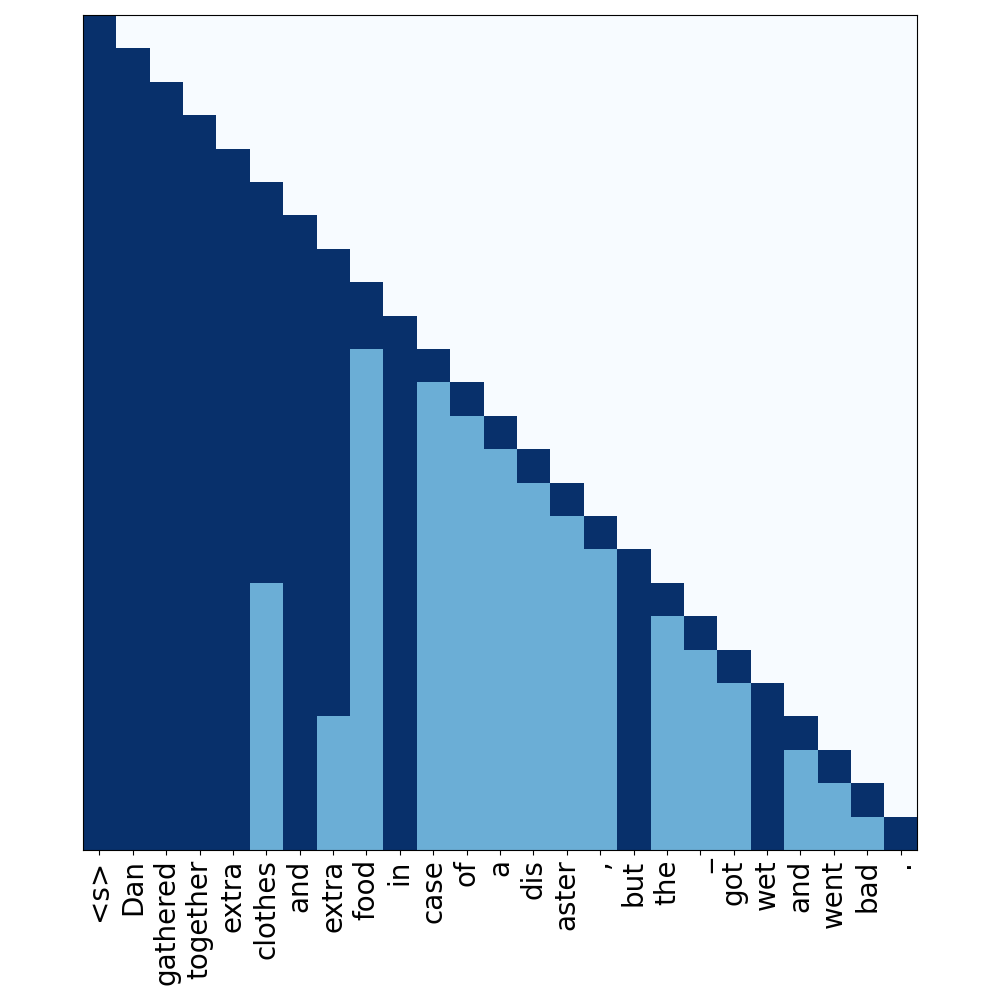 <s> Dan gathered together extra clothes and extra food in case of a dis aster , but the _ got wet and went bad .